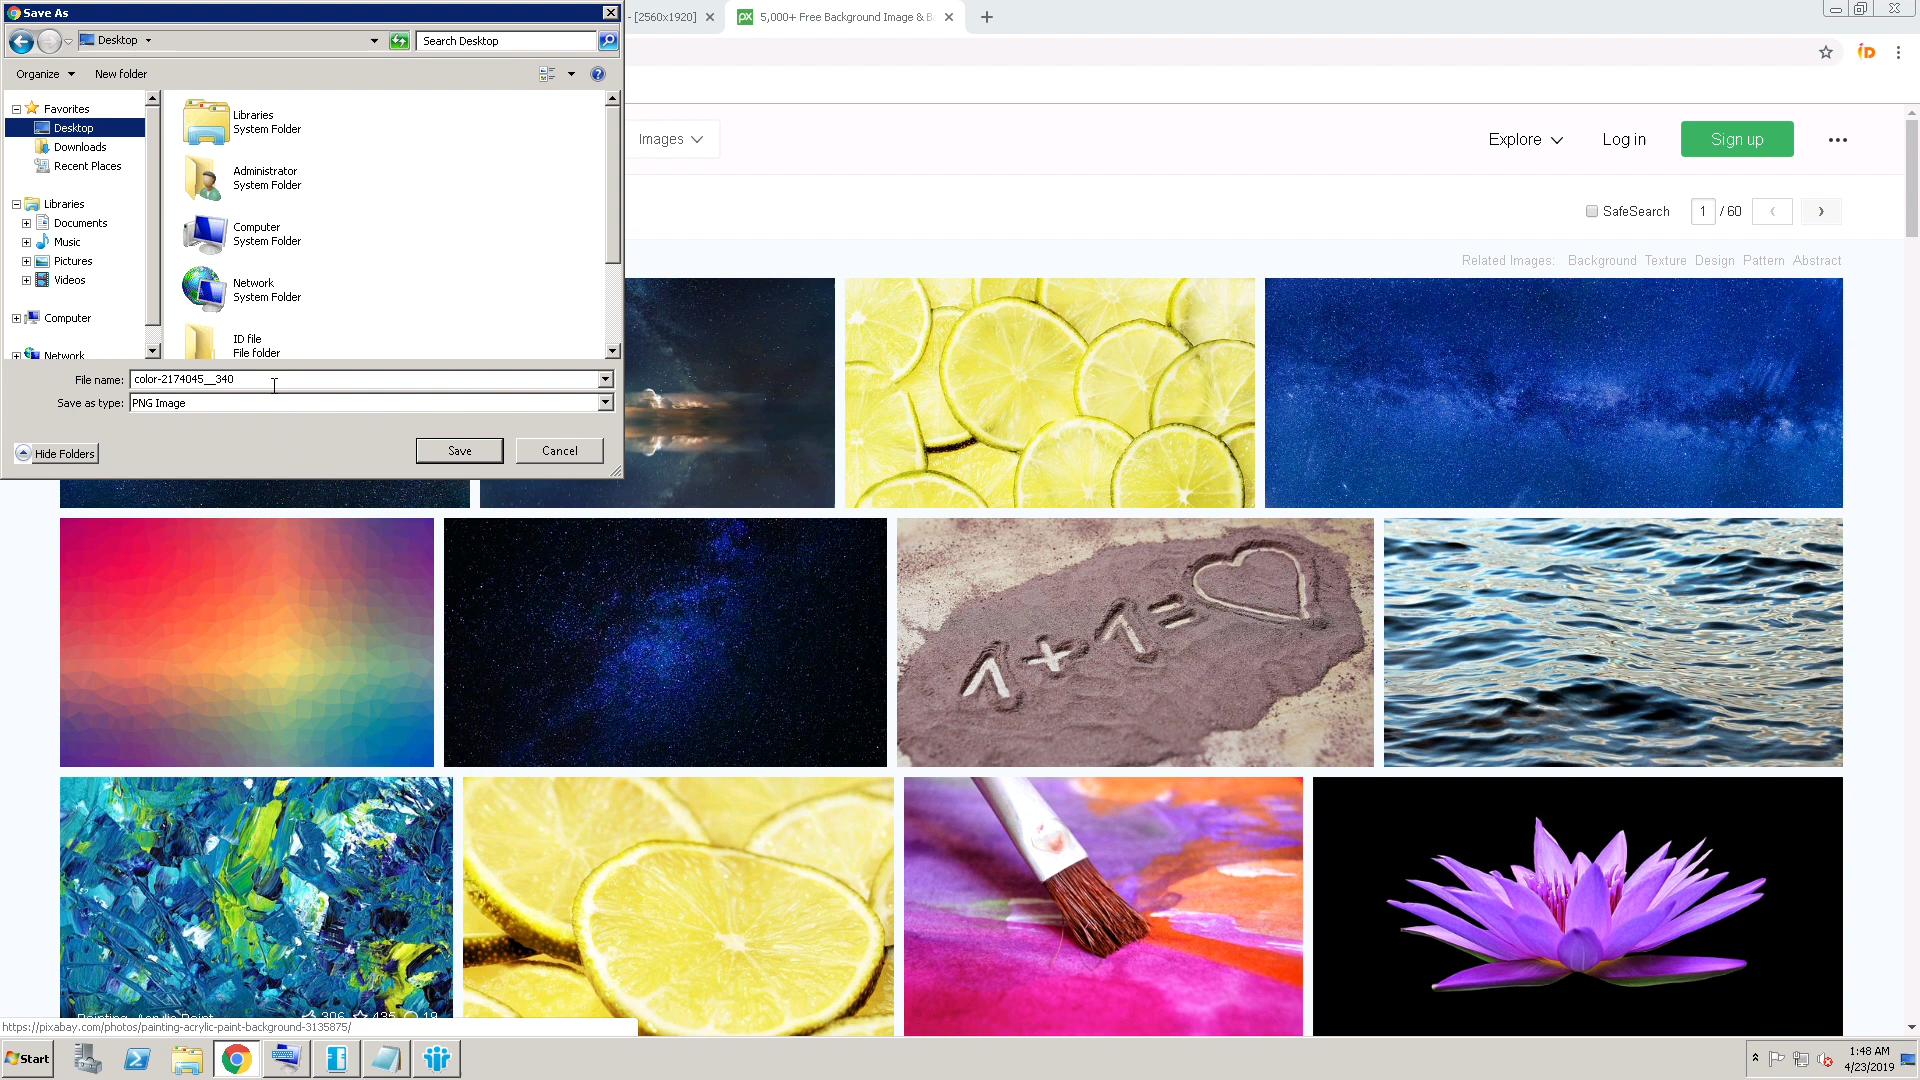 Save As
- [2560x1920]
px
5,000+ Free Background Image & B
Desktop
Search Desktop
Organize
New folder
Favorites
Desktop
Downloads
Recent Places
Libraries
Documents
Music
Pictures
Videos
Computer
Network
Libraries
System Folder
Administrator
System Folder
Computer
System Folder
Network
System Folder
ID file
File folder
File name:
color-2174045__340
Save as type:
PNG Image
Hide Folders
Save
Cancel
Images
Explore
Log in
Sign up
SafeSearch
1 / 60
Related Images: Background Texture Design Pattern Abstract
1+1=
306 435 19
https://pixabay.com/photos/painting-acrylic-paint-background-3135875/
Start
1:48 AM
4/23/2019